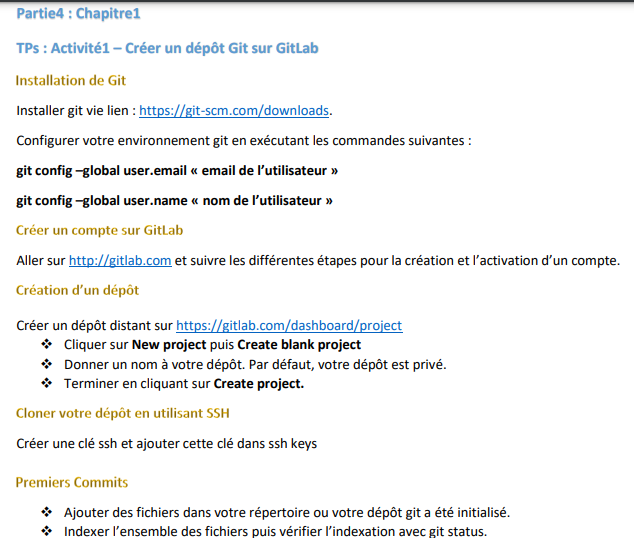 Partie4 : Chapitre1
TPs : Activité1 – Créer un dépôt Git sur GitLab
Installation de Git
Installer git vie lien : https://git-scm.com/downloads.
Configurer votre environnement git en exécutant les commandes suivantes :
git config –global user.email « email de l’utilisateur »
git config –global user.name « nom de l’utilisateur »
Créer un compte sur GitLab
Aller sur http://gitlab.com et suivre les différentes étapes pour la création et l’activation d’un compte.
Création d’un dépôt
Créer un dépôt distant sur https://gitlab.com/dashboard/project
❖ Cliquer sur New project puis Create blank project
❖ Donner un nom à votre dépôt. Par défaut, votre dépôt est privé.
❖ Terminer en cliquant sur Create project.
Cloner votre dépôt en utilisant SSH
Créer une clé ssh et ajouter cette clé dans ssh keys
Premiers Commits
❖ Ajouter des fichiers dans votre répertoire ou votre dépôt git a été initialisé.
❖ Indexer l’ensemble des fichiers puis vérifier l’indexation avec git status.